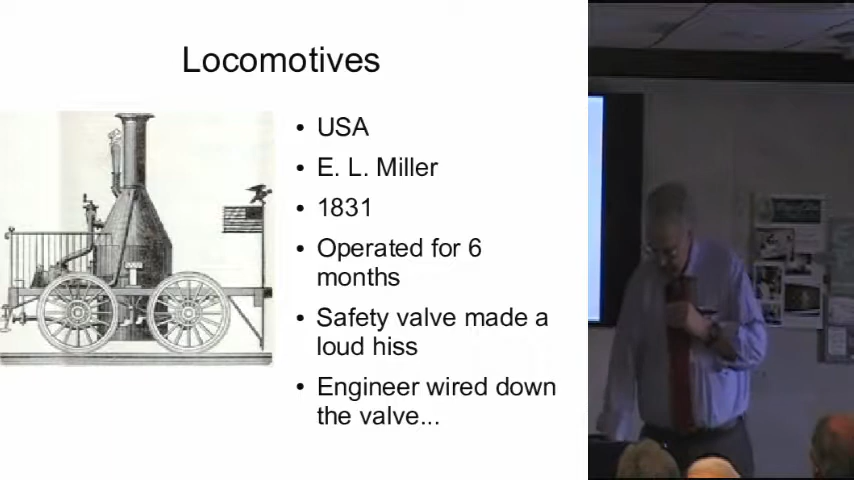 Locomotives
• USA
• E. L. Miller
• 1831
• Operated for 6
months
• Safety valve made a
loud hiss
• Engineer wired down
the valve...